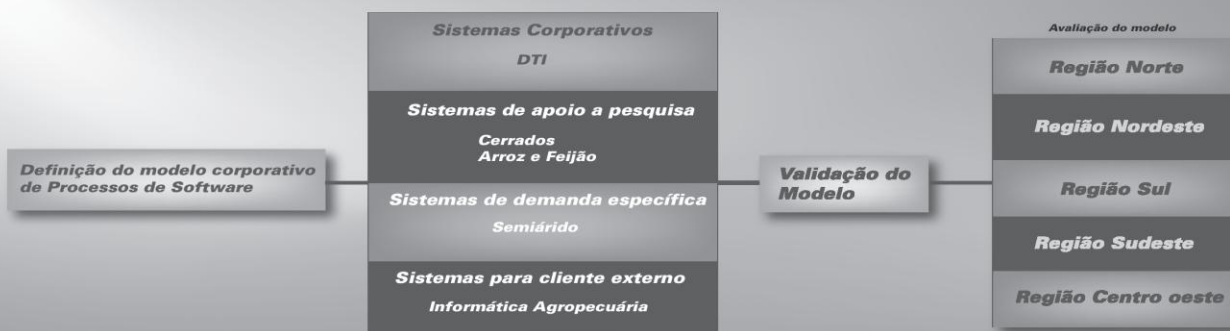 Definição do modelo corporativo
de Processos de Software
Sistemas Corporativos
DTI
Sistemas de apoio a pesquisa
Cerrados
Arroz e Feijão
Sistemas de demanda específica
Semiárido
Sistemas para cliente externo
Informática Agropecuária
Validação do
Modelo
Avaliação do modelo
Região Norte
Região Nordeste
Região Sul
Região Sudeste
Região Centro oeste